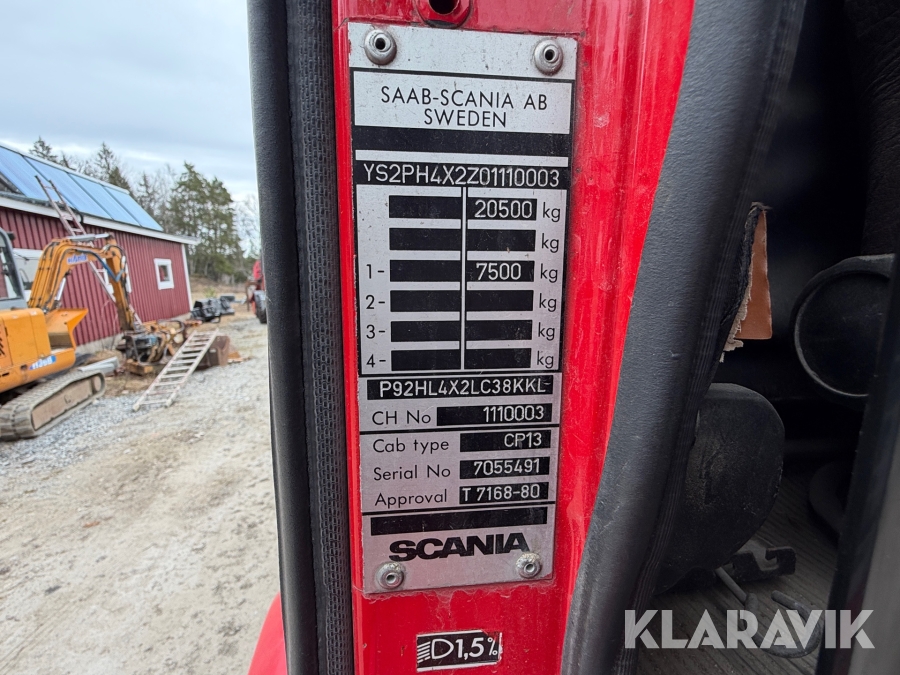 SAAB-SCANIA AB
SWEDEN
YS2PH4X2Z01110003
20500 kg
kg
1- 7500 kg
2- kg
3- kg
4- kg
P92HL4X2LC38KKL-
CH No 1110003
Cab type CP13
Serial No 7055491
Approval T 7168-80
SCANIA
1,5%
KLARAVIK